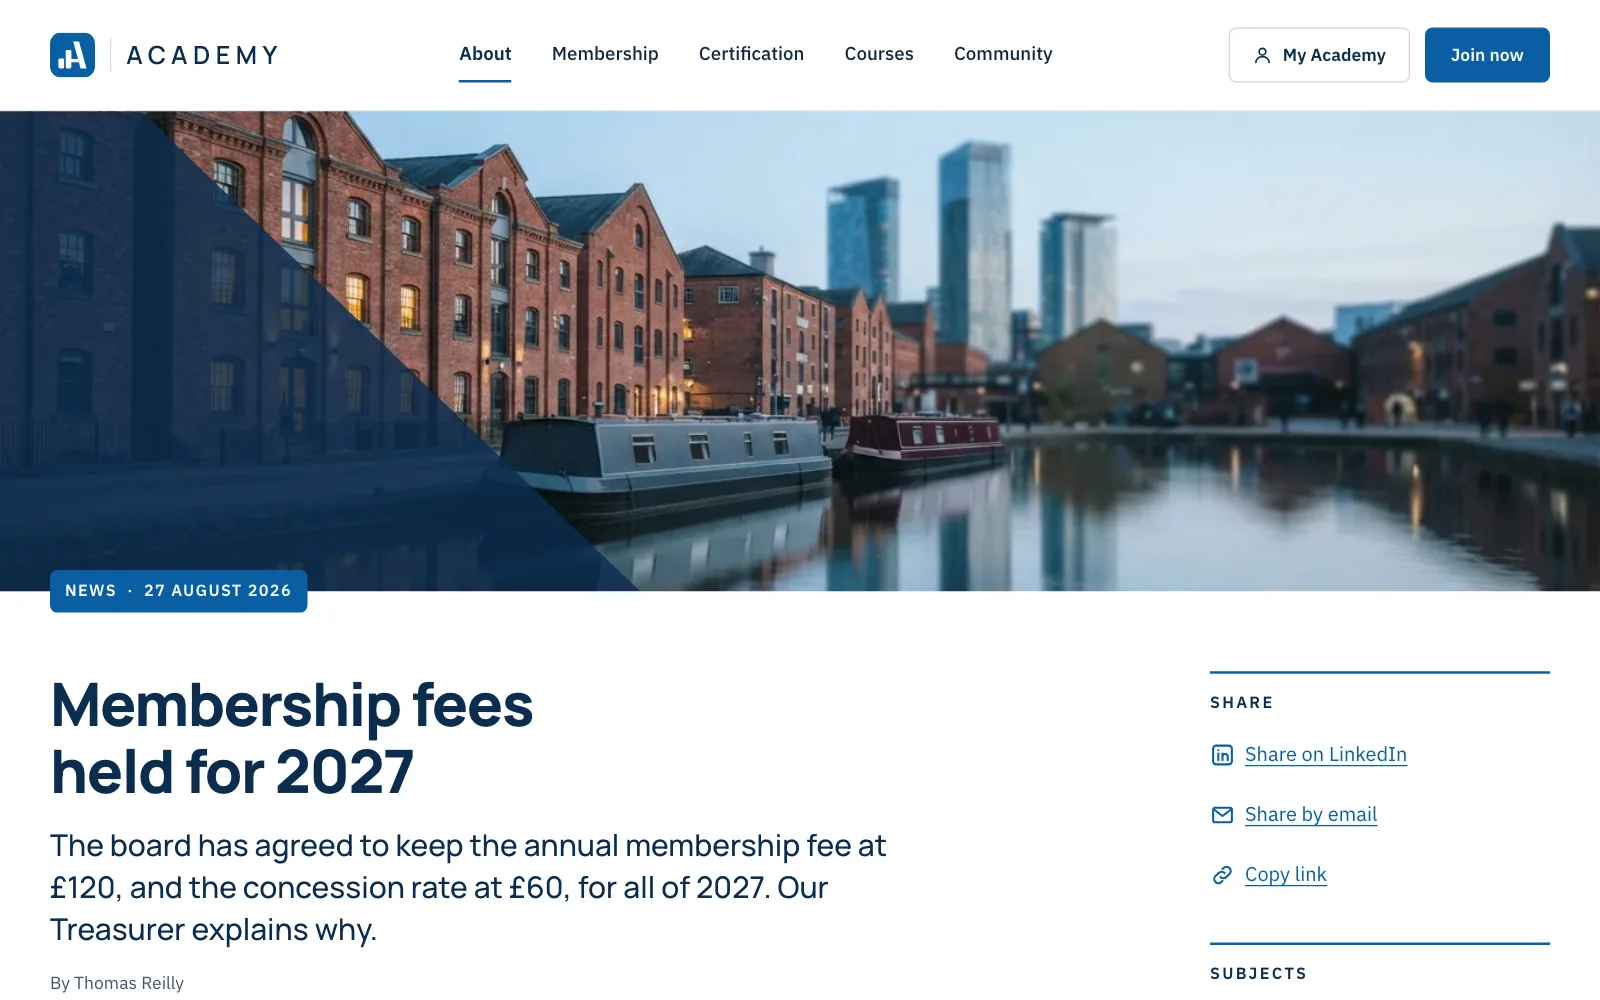 ACADEMY
About
Membership
Certification
Courses
Community
My Academy
Join now
NEWS · 27 AUGUST 2026
Membership fees
held for 2027
The board has agreed to keep the annual membership fee at
£120, and the concession rate at £60, for all of 2027. Our
Treasurer explains why.
By Thomas Reilly
SHARE
Share on LinkedIn
Share by email
Copy link
SUBJECTS